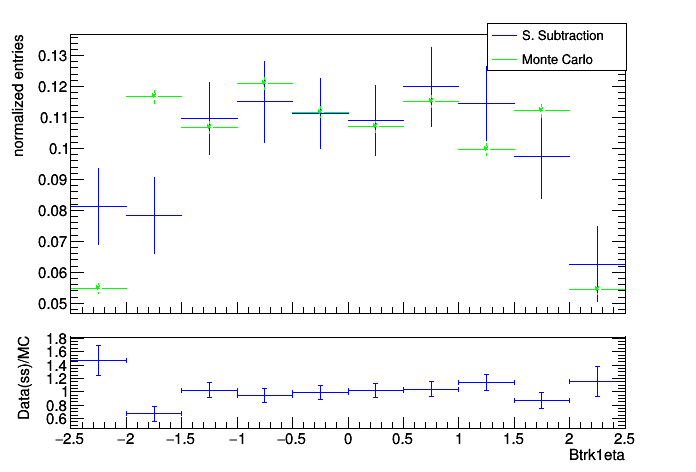 S. Subtraction
Monte Carlo
normalized entries
0.13
0.12
0.11
0.1
0.09
0.08
0.07
0.06
0.05
Data(ss)/MC
1.8
1.6
1.4
1.2
1
0.8
0.6
−2.5 −2 −1.5 −1 −0.5 0 0.5 1 1.5 2 2.5
Btrk1eta